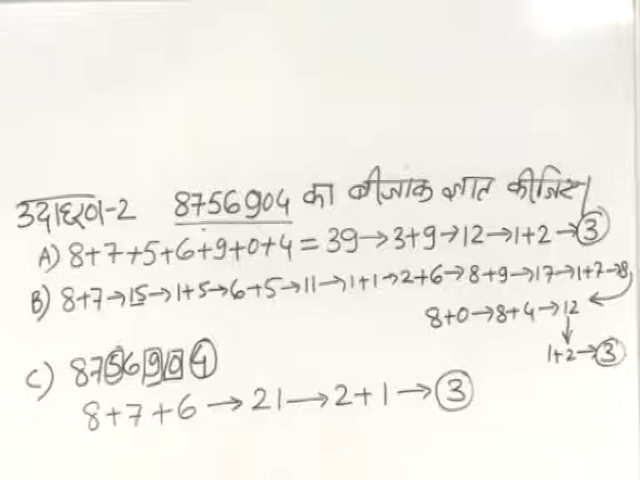 उदाहरण-2 8756904 का बीजांक ज्ञात कीजिए।
A) 8+7+5+6+9+0+4=39→3+9→12→1+2→3
B) 8+7→15→1+5→6+5→11→1+1→2+6→8+9→17→1+7→8
8+0→8+4→12
1+2→3
C) 8756904
8+7+6→21→2+1→3